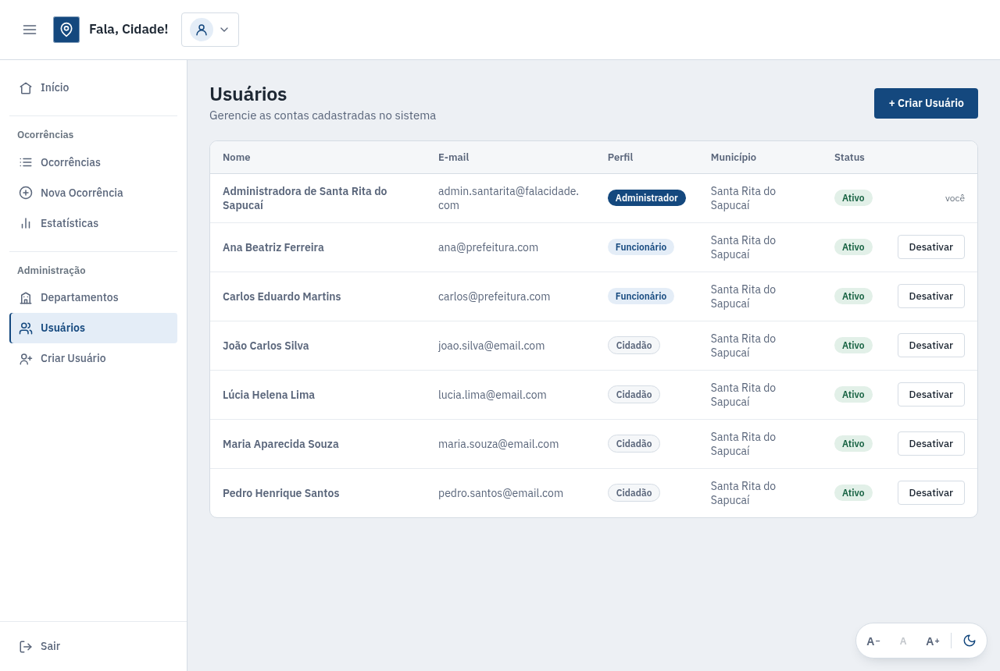 Fala, Cidade!
Início
Ocorrências
Ocorrências
Nova Ocorrência
Estatísticas
Administração
Departamentos
Usuários
Criar Usuário
Sair
Usuários
Gerencie as contas cadastradas no sistema
+ Criar Usuário
Nome E-mail Perfil Município Status
Administradora de Santa Rita do Sapucaí admin.santarita@falacidade.com Administrador Santa Rita do Sapucaí Ativo você
Ana Beatriz Ferreira ana@prefeitura.com Funcionário Santa Rita do Sapucaí Ativo Desativar
Carlos Eduardo Martins carlos@prefeitura.com Funcionário Santa Rita do Sapucaí Ativo Desativar
João Carlos Silva joao.silva@email.com Cidadão Santa Rita do Sapucaí Ativo Desativar
Lúcia Helena Lima lucia.lima@email.com Cidadão Santa Rita do Sapucaí Ativo Desativar
Maria Aparecida Souza maria.souza@email.com Cidadão Santa Rita do Sapucaí Ativo Desativar
Pedro Henrique Santos pedro.santos@email.com Cidadão Santa Rita do Sapucaí Ativo Desativar
A− A A+